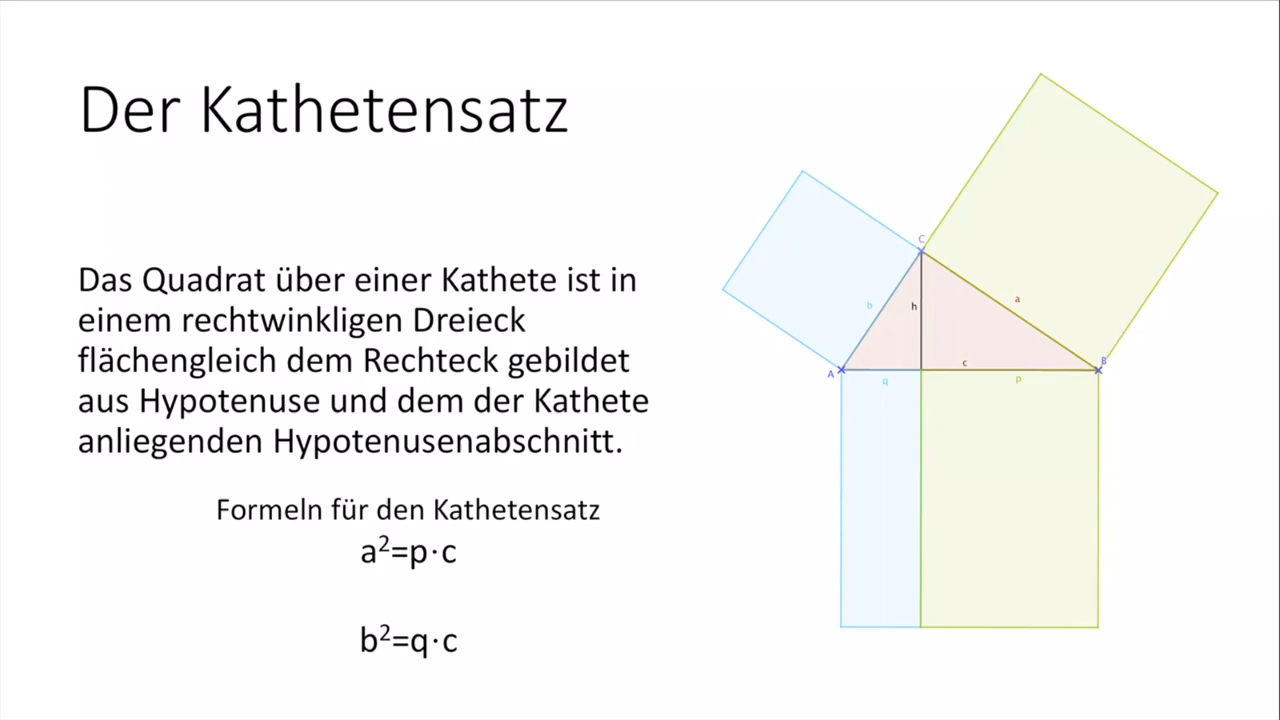 Der Kathetensatz
Das Quadrat über einer Kathete ist in
einem rechtwinkligen Dreieck
flächengleich dem Rechteck gebildet
aus Hypotenuse und dem der Kathete
anliegenden Hypotenusenabschnitt.
Formeln für den Kathetensatz
a²=p·c
b²=q·c
C
b
h
a
A
c
B
q
p